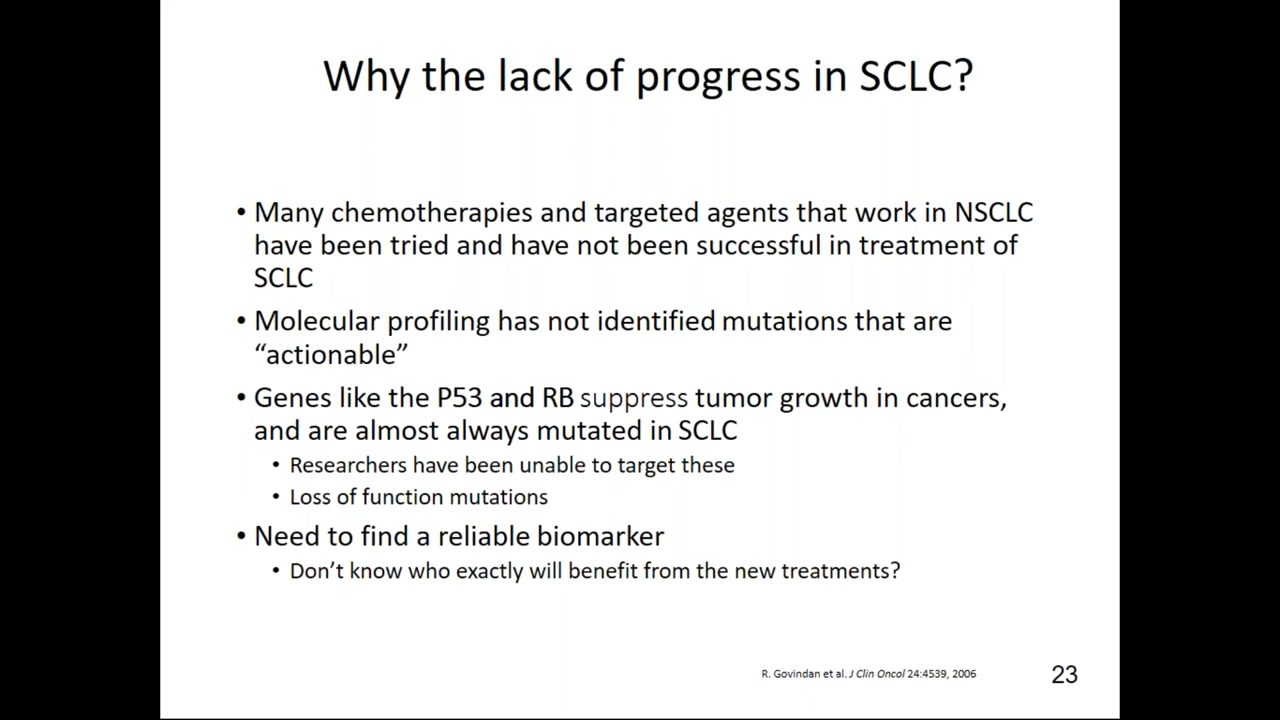 Why the lack of progress in SCLC?
• Many chemotherapies and targeted agents that work in NSCLC
have been tried and have not been successful in treatment of
SCLC
• Molecular profiling has not identified mutations that are
“actionable”
• Genes like the P53 and RB suppress tumor growth in cancers,
and are almost always mutated in SCLC
• Researchers have been unable to target these
• Loss of function mutations
• Need to find a reliable biomarker
• Don’t know who exactly will benefit from the new treatments?
R. Govindan et al. J Clin Oncol 24:4539, 2006
23